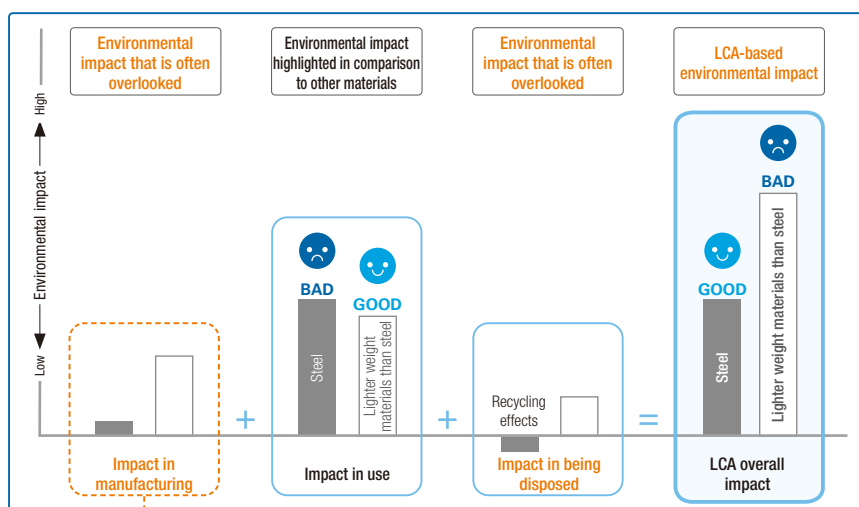 Environmental
impact that is often
overlooked
Environmental impact
highlighted in comparison
to other materials
Environmental
impact that is often
overlooked
LCA-based
environmental impact
High
Environmental impact
Low
BAD
GOOD
Steel
Lighter weight
materials than steel
Recycling
effects
BAD
GOOD
Steel
Lighter weight materials than steel
+
+
=
Impact in
manufacturing
Impact in use
Impact in being
disposed
LCA overall
impact